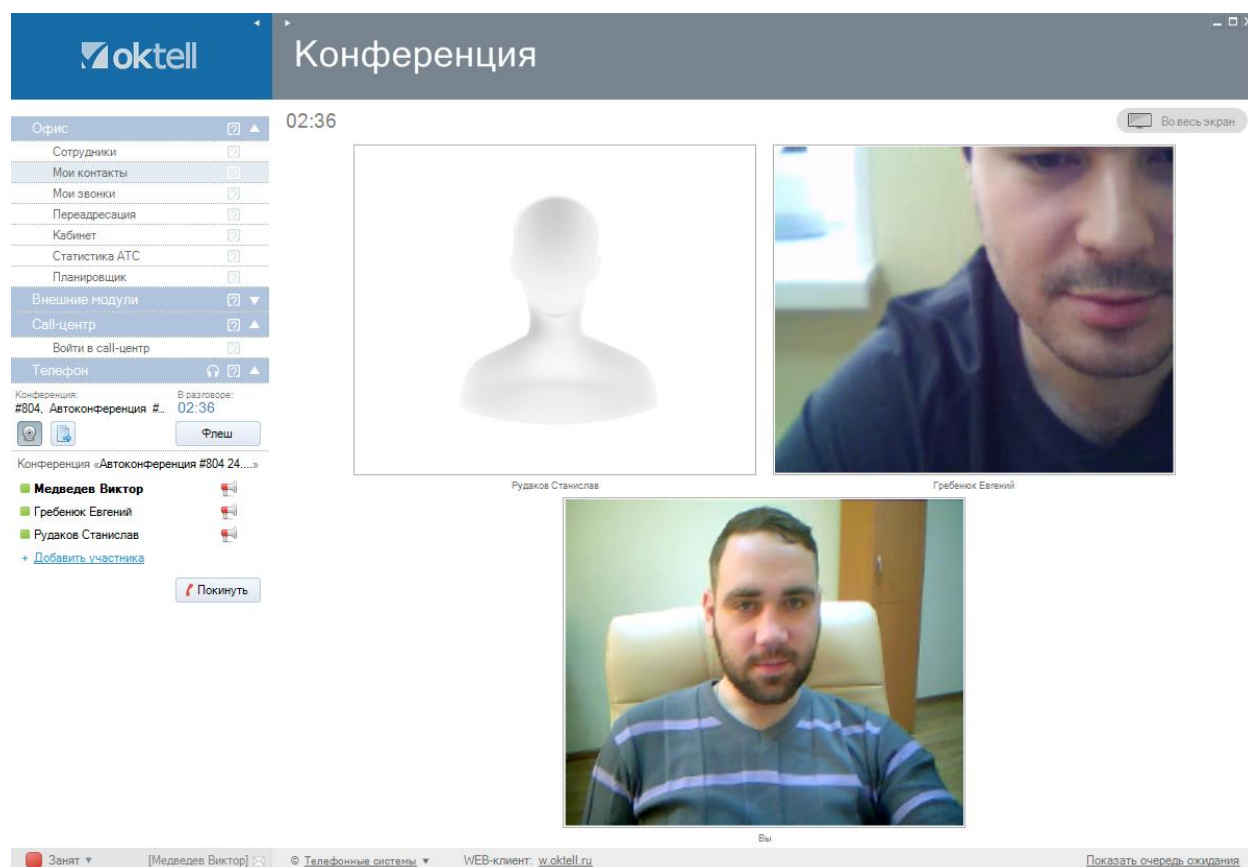 oktell
Конференция
Офис
Сотрудники
Мои контакты
Мои звонки
Переадресация
Кабинет
Статистика АТС
Планировщик
Внешние модули
Call-центр
Войти в call-центр
Телефон
Конференция:
#804, Автоконференция #...
В разговоре:
02:36
Флеш
Конференция «Автоконференция #804 24....»
Медведев Виктор
Гребенюк Евгений
Рудаков Станислав
+ Добавить участника
Покинуть
02:36
Во весь экран
Рудаков Станислав
Гребенюк Евгений
Вы
Занят
[Медведев Виктор]
© Телефонные системы
WEB-клиент: w.oktell.ru
Показать очередь ожидания